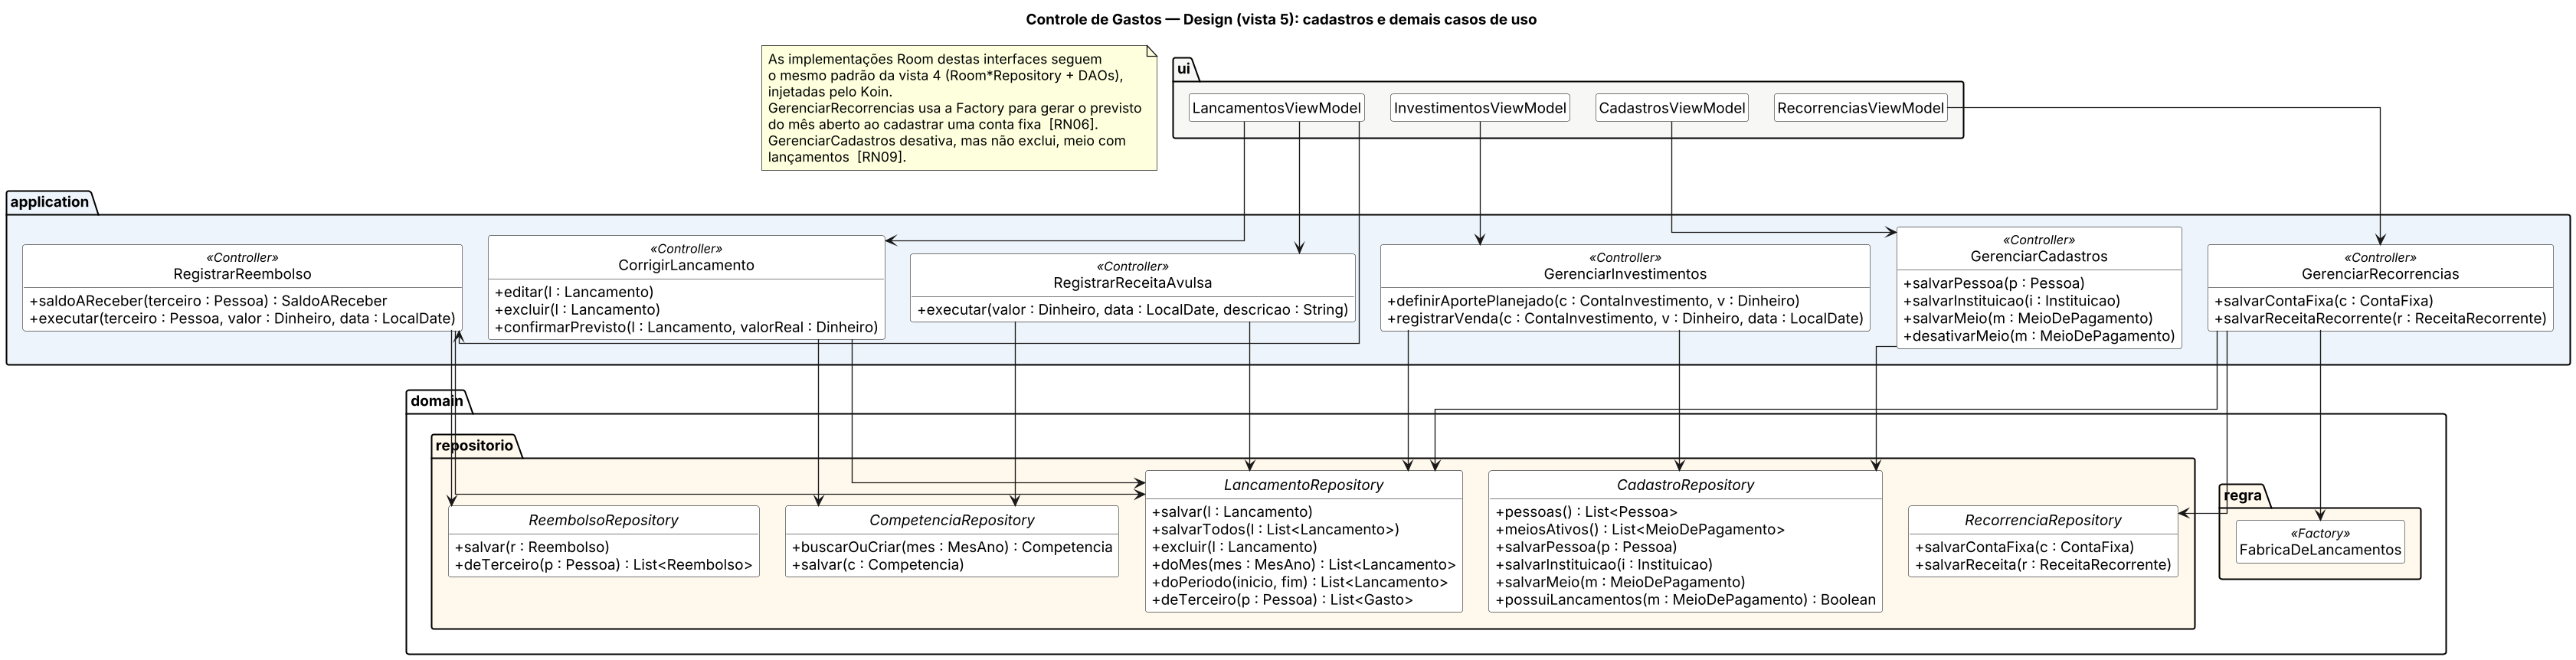 Controle de Gastos — Design (vista 5): cadastros e demais casos de uso
As implementações Room destas interfaces seguem
o mesmo padrão da vista 4 (Room*Repository + DAOs),
injetadas pelo Koin.
GerenciarRecorrencias usa a Factory para gerar o previsto
do mês aberto ao cadastrar uma conta fixa  [RN06].
GerenciarCadastros desativa, mas não exclui, meio com
lançamentos  [RN09].
ui
LancamentosViewModel
InvestimentosViewModel
CadastrosViewModel
RecorrenciasViewModel
application
«Controller»
RegistrarReembolso
+saldoAReceber(terceiro : Pessoa) : SaldoAReceber
+executar(terceiro : Pessoa, valor : Dinheiro, data : LocalDate)
«Controller»
CorrigirLancamento
+editar(l : Lancamento)
+excluir(l : Lancamento)
+confirmarPrevisto(l : Lancamento, valorReal : Dinheiro)
«Controller»
RegistrarReceitaAvulsa
+executar(valor : Dinheiro, data : LocalDate, descricao : String)
«Controller»
GerenciarInvestimentos
+definirAportePlanejado(c : ContaInvestimento, v : Dinheiro)
+registrarVenda(c : ContaInvestimento, v : Dinheiro, data : LocalDate)
«Controller»
GerenciarCadastros
+salvarPessoa(p : Pessoa)
+salvarInstituicao(i : Instituicao)
+salvarMeio(m : MeioDePagamento)
+desativarMeio(m : MeioDePagamento)
«Controller»
GerenciarRecorrencias
+salvarContaFixa(c : ContaFixa)
+salvarReceitaRecorrente(r : ReceitaRecorrente)
domain
repositorio
ReembolsoRepository
+salvar(r : Reembolso)
+deTerceiro(p : Pessoa) : List<Reembolso>
CompetenciaRepository
+buscarOuCriar(mes : MesAno) : Competencia
+salvar(c : Competencia)
LancamentoRepository
+salvar(l : Lancamento)
+salvarTodos(l : List<Lancamento>)
+excluir(l : Lancamento)
+doMes(mes : MesAno) : List<Lancamento>
+doPeriodo(inicio, fim) : List<Lancamento>
+deTerceiro(p : Pessoa) : List<Gasto>
CadastroRepository
+pessoas() : List<Pessoa>
+meiosAtivos() : List<MeioDePagamento>
+salvarPessoa(p : Pessoa)
+salvarInstituicao(i : Instituicao)
+salvarMeio(m : MeioDePagamento)
+possuiLancamentos(m : MeioDePagamento) : Boolean
RecorrenciaRepository
+salvarContaFixa(c : ContaFixa)
+salvarReceita(r : ReceitaRecorrente)
regra
«Factory»
FabricaDeLancamentos